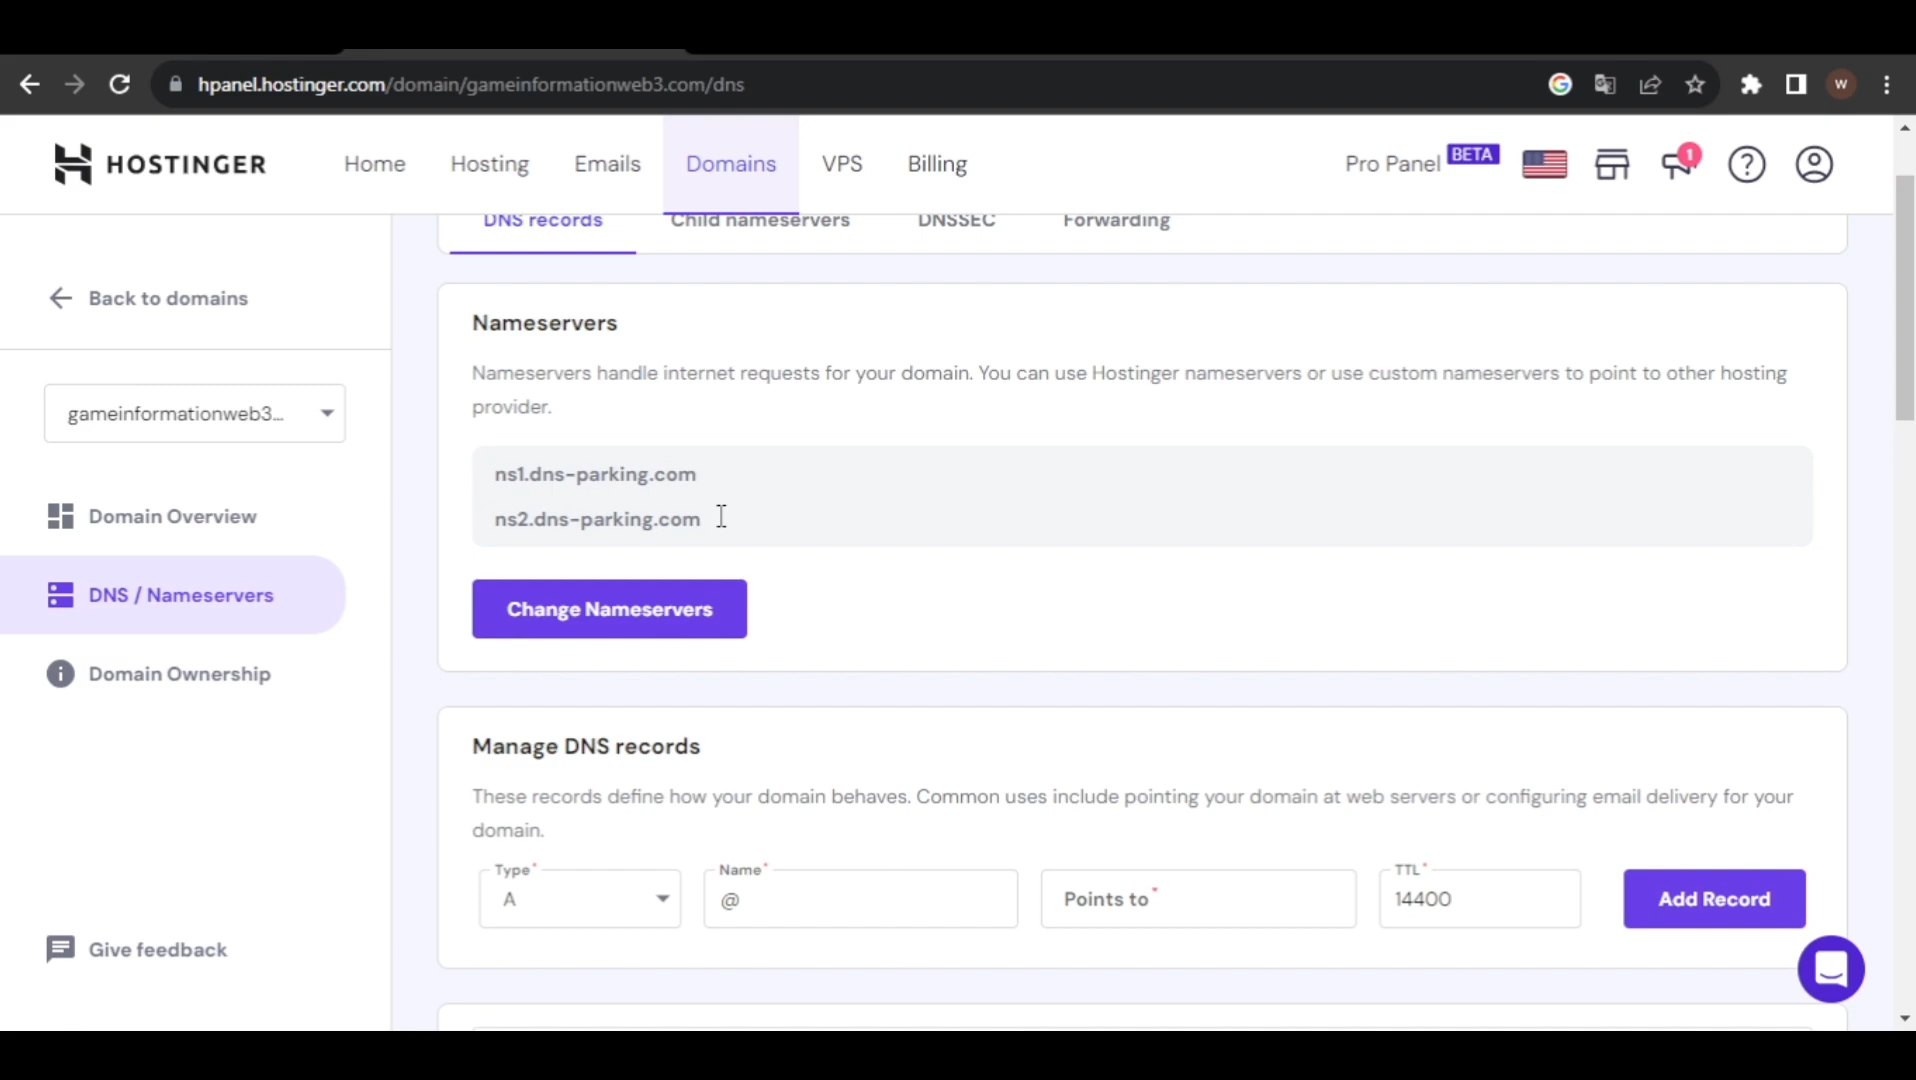 hpanel.hostinger.com/domain/gameinformationweb3.com/dns
W
HOSTINGER
Home
Hosting
Emails
Domains
VPS
Billing
Pro Panel
BETA
1
DNS records
Child nameservers
DNSSEC
Forwarding
Back to domains
gameinformationweb3...
Domain Overview
DNS / Nameservers
Domain Ownership
Give feedback
Nameservers
Nameservers handle internet requests for your domain. You can use Hostinger nameservers or use custom nameservers to point to other hosting
provider.
ns1.dns-parking.com
ns2.dns-parking.com
Change Nameservers
Manage DNS records
These records define how your domain behaves. Common uses include pointing your domain at web servers or configuring email delivery for your
domain.
Type*
A
Name*
@
Points to*
TTL*
14400
Add Record